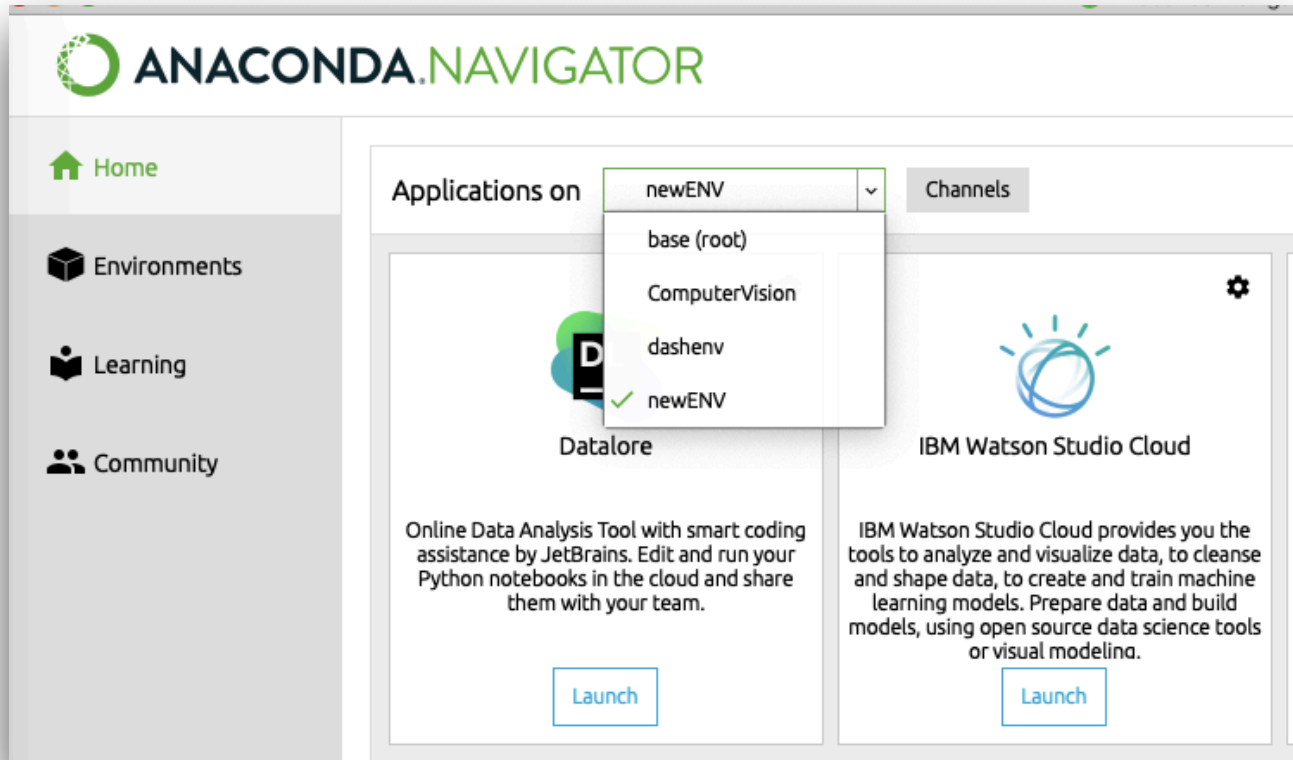 ANACONDA.NAVIGATOR
Home
Environments
Learning
Community
Applications on
newENV
Channels
base (root)
ComputerVision
dashenv
newENV
D
Datalore
Online Data Analysis Tool with smart coding
assistance by JetBrains. Edit and run your
Python notebooks in the cloud and share
them with your team.
Launch
IBM Watson Studio Cloud
IBM Watson Studio Cloud provides you the
tools to analyze and visualize data, to cleanse
and shape data, to create and train machine
learning models. Prepare data and build
models, using open source data science tools
or visual modeling.
Launch